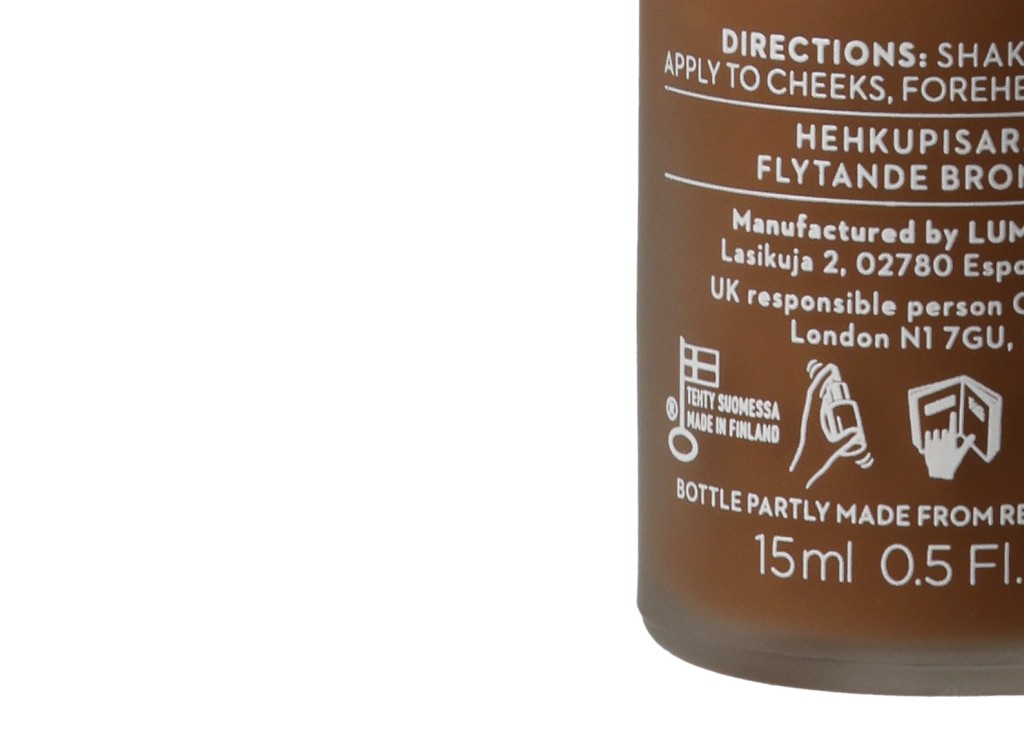 DIRECTIONS: SHAK
APPLY TO CHEEKS, FOREHE
HEHKUPISAR
FLYTANDE BRON
Manufactured by LUM
Lasikuja 2, 02780 Espo
UK responsible person
London N1 7GU,
® TEHTY SUOMESSA
MADE IN FINLAND
BOTTLE PARTLY MADE FROM RE
15ml 0.5 Fl.